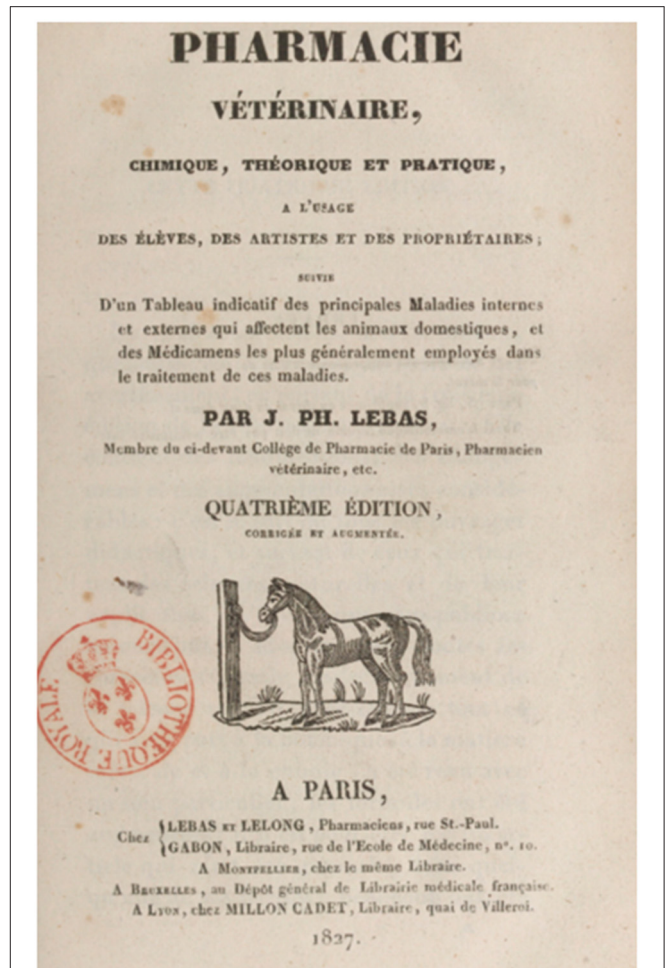 PHARMACIE
VÉTÉRINAIRE,
CHIMIQUE, THÉORIQUE ET PRATIQUE,
A L'USAGE
DES ÉLÈVES, DES ARTISTES ET DES PROPRIÉTAIRES;
SUIVIE
D'un Tableau indicatif des principales Maladies internes
et externes qui affectent les animaux domestiques, et
des Médicamens les plus généralement employés dans
le traitement de ces maladies.
PAR J. PH. LEBAS,
Membre du ci-devant Collège de Pharmacie de Paris, Pharmacien
vétérinaire, etc.
QUATRIÈME ÉDITION,
CORRIGÉE ET AUGMENTÉE.
BIBLIOTHEQUE ROYALE
A PARIS,
Chez
LEBAS ET LELONG, Pharmaciens, rue St.-Paul.
GABON, Libraire, rue de l'Ecole de Médecine, nº. 10.
A MONTPELLIER, chez le même Libraire.
A BRUXELLES, au Dépôt général de Librairie médicale française.
A LYON, chez MILLON CADET, Libraire, quai de Villeroi.
1827.